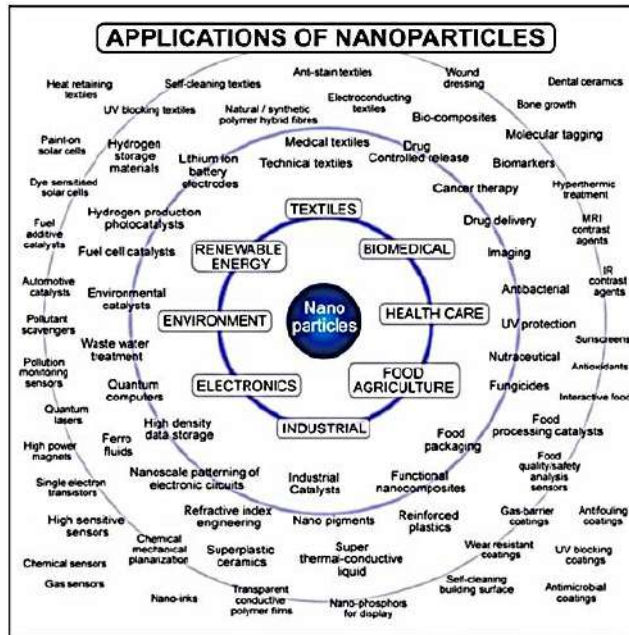 APPLICATIONS OF NANOPARTICLES
Heat retaining
textiles
Self-cleaning textiles
Anti-stain textiles
Wound
dressing
Dental ceramics
UV blocking textiles
Natural / synthetic
polymer hybrid fibres
Electroconducting
textiles
Bio-composites
Bone growth
Paint-on
solar cells
Hydrogen
storage
materials
Lithium ion
battery
electrodes
Medical textiles
Technical textiles
Drug
Controlled release
Molecular tagging
Biomarkers
Dye sensitised
solar cells
Cancer therapy
Hyperthermic
treatment
Fuel
additive
catalysts
Hydrogen production
photocatalysts
TEXTILES
Drug delivery
MRI
contrast
agents
Fuel cell catalysts
RENEWABLE
ENERGY
BIOMEDICAL
Imaging
IR
contrast
agents
Automotive
catalysts
Environmental
catalysts
Nano
particles
Antibacterial
Pollutant
scavengers
ENVIRONMENT
HEALTH CARE
UV protection
Sunscreens
Waste water
treatment
Nutraceutical
Antioxidants
Pollution
monitoring
sensors
Quantum
computers
ELECTRONICS
FOOD
AGRICULTURE
Fungicides
Interactive food
Quantum
lasers
High density
data storage
INDUSTRIAL
Food
packaging
Food
processing catalysts
High power
magnets
Ferro
fluids
Food
quality/safety
analysis
sensors
Single electron
transistors
Nanoscale patterning of
electronic circuits
Industrial
Catalysts
Functional
nanocomposites
High sensitive
sensors
Refractive index
engineering
Nano pigments
Reinforced
plastics
Gas-barrier
coatings
Antifouling
coatings
Chemical
mechanical
planarization
Superplastic
ceramics
Super
thermal-conductive
liquid
Wear resistant
coatings
UV blocking
coatings
Chemical sensors
Gas sensors
Nano-inks
Transparent
conductive
polymer films
Nano-phosphors
for display
Self-cleaning
building surface
Antimicrobial
coatings